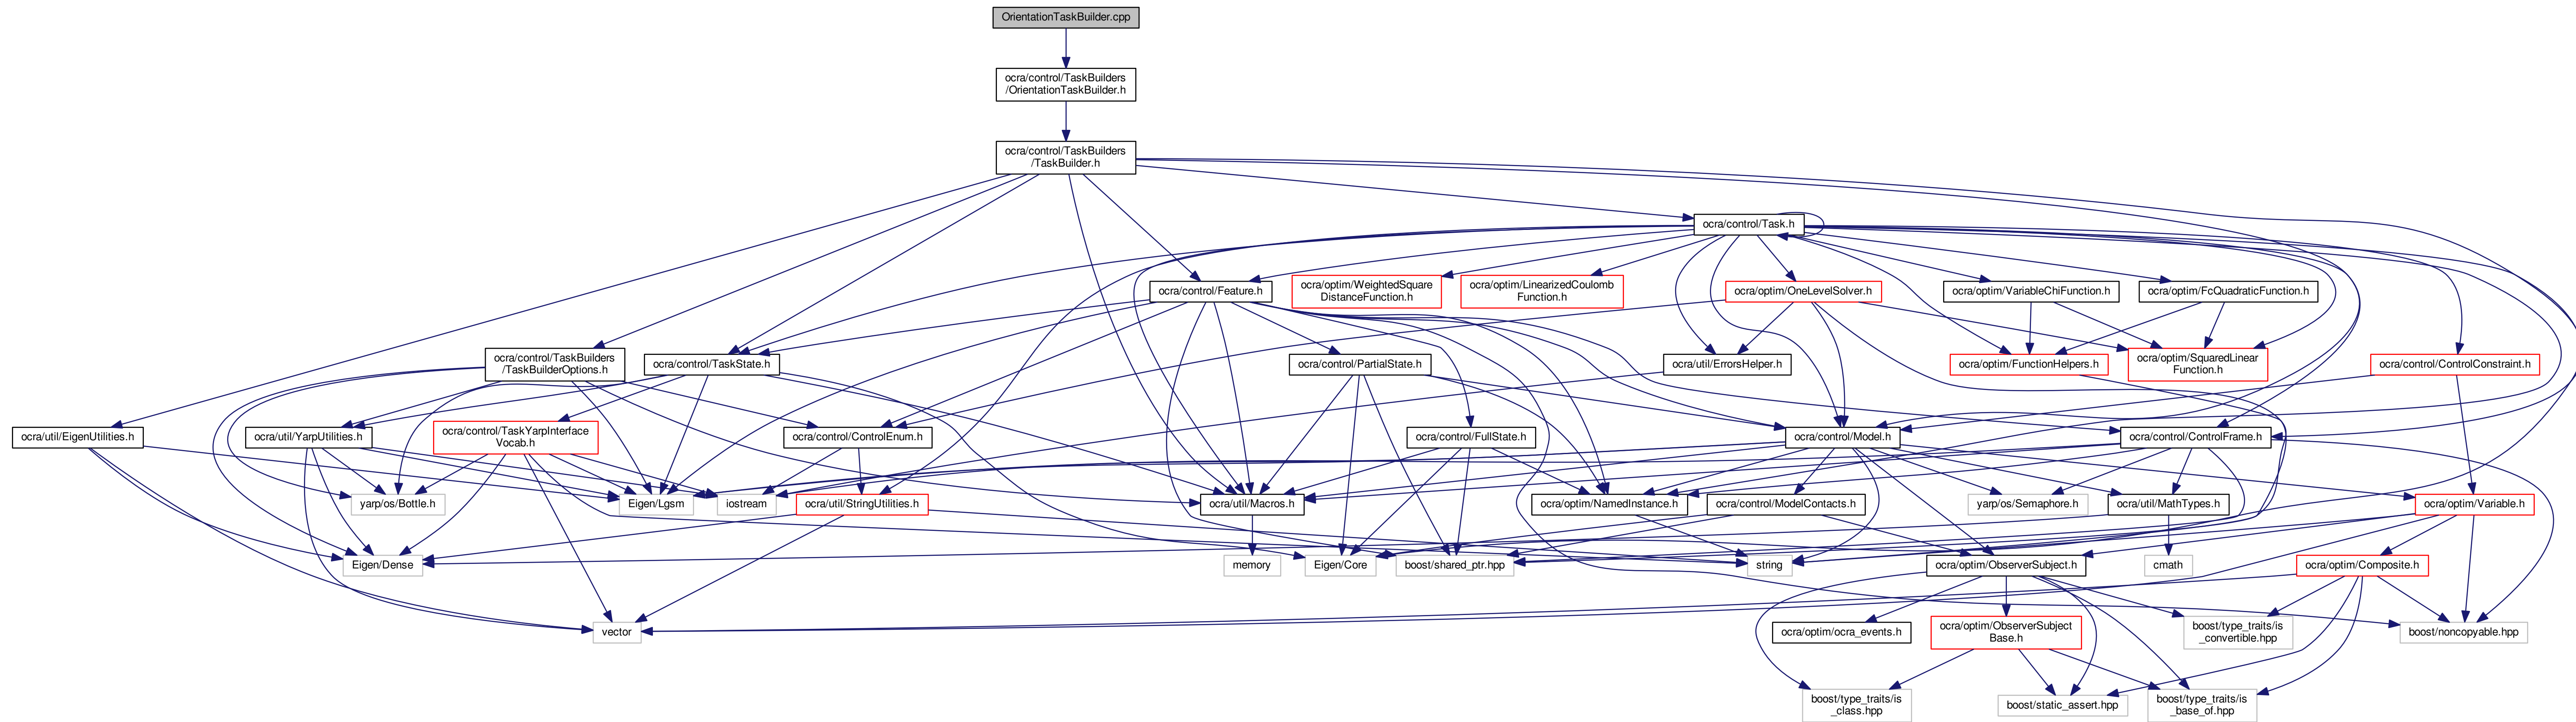 OrientationTaskBuilder.cpp
ocra/control/TaskBuilders
/OrientationTaskBuilder.h
ocra/control/TaskBuilders
/TaskBuilder.h
ocra/control/Task.h
ocra/control/Feature.h
ocra/optim/WeightedSquare
DistanceFunction.h
ocra/optim/LinearizedCoulomb
Function.h
ocra/optim/OneLevelSolver.h
ocra/optim/VariableChiFunction.h
ocra/optim/FcQuadraticFunction.h
ocra/control/TaskBuilders
/TaskBuilderOptions.h
ocra/control/TaskState.h
ocra/control/PartialState.h
ocra/util/ErrorsHelper.h
ocra/optim/FunctionHelpers.h
ocra/optim/SquaredLinear
Function.h
ocra/control/ControlConstraint.h
ocra/util/EigenUtilities.h
ocra/util/YarpUtilities.h
ocra/control/TaskYarpInterface
Vocab.h
ocra/control/ControlEnum.h
ocra/control/FullState.h
ocra/control/Model.h
ocra/control/ControlFrame.h
yarp/os/Bottle.h
Eigen/Lgsm
iostream
ocra/util/StringUtilities.h
ocra/util/Macros.h
ocra/optim/NamedInstance.h
ocra/control/ModelContacts.h
yarp/os/Semaphore.h
ocra/util/MathTypes.h
ocra/optim/Variable.h
Eigen/Dense
memory
Eigen/Core
boost/shared_ptr.hpp
string
ocra/optim/ObserverSubject.h
cmath
ocra/optim/Composite.h
vector
ocra/optim/ocra_events.h
ocra/optim/ObserverSubject
Base.h
boost/type_traits/is
_convertible.hpp
boost/noncopyable.hpp
boost/type_traits/is
_class.hpp
boost/static_assert.hpp
boost/type_traits/is
_base_of.hpp